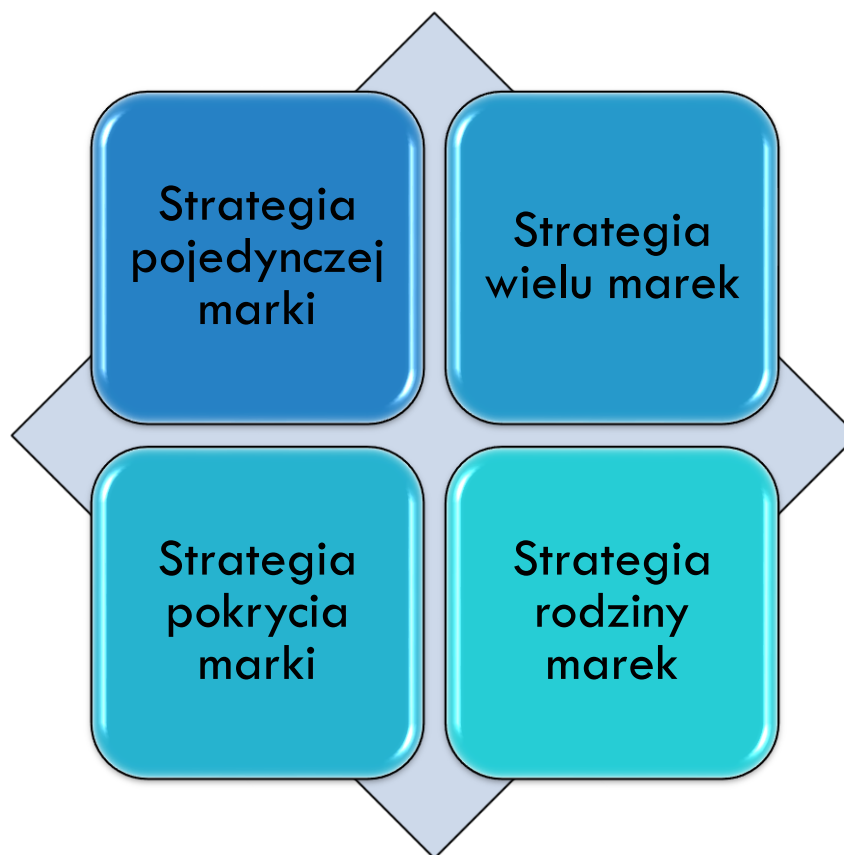 Strategia
pojedynczej
marki
Strategia
wielu marek
Strategia
pokrycia
marki
Strategia
rodziny
marek